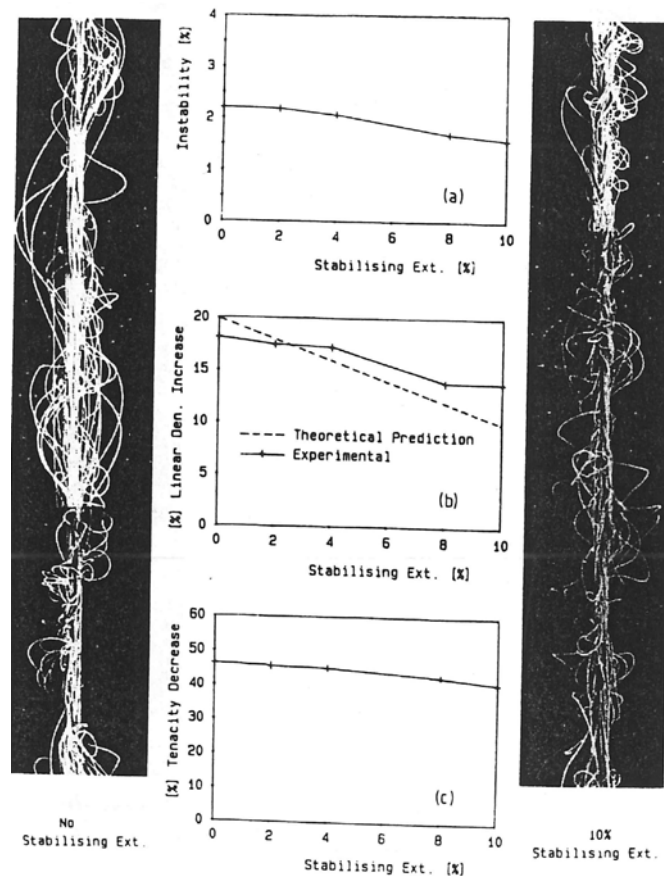 4
3
2
1
0
Instability [%]
(a)
0 2 4 6 8 10
Stabilising Ext. [%]
20
15
10
5
0
[%] Linear Den. Increase
Theoretical Prediction
Experimental
(b)
0 2 4 6 8 10
Stabilising Ext. [%]
60
50
40
30
20
10
0
[%] Tenacity Decrease
(c)
0 2 4 6 8 10
Stabilising Ext. [%]
No
Stabilising Ext.
10%
Stabilising Ext.